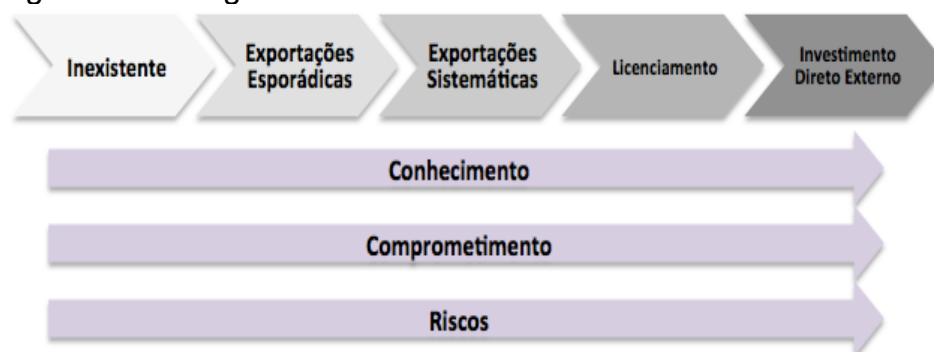 Inexistente
Exportações
Esporádicas
Exportações
Sistemáticas
Licenciamento
Investimento
Direto Externo
Conhecimento
Comprometimento
Riscos